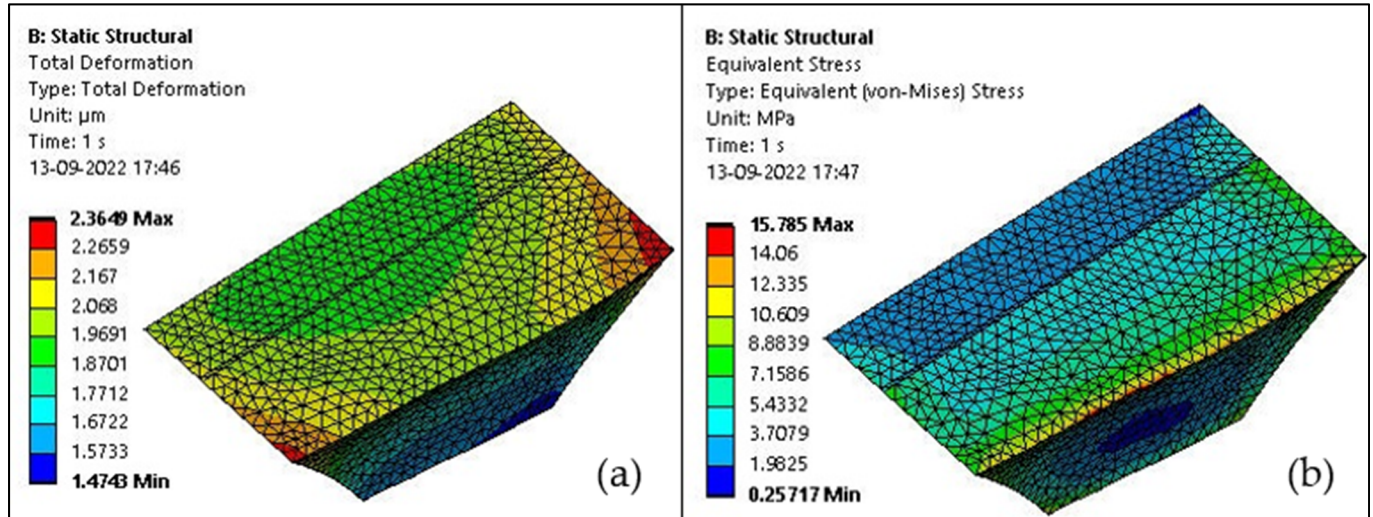 B: Static Structural
Total Deformation
Type: Total Deformation
Unit: µm
Time: 1 s
13-09-2022 17:46
2.3649 Max
2.2659
2.167
2.068
1.9691
1.8701
1.7712
1.6722
1.5733
1.4743 Min
(a)
B: Static Structural
Equivalent Stress
Type: Equivalent (von-Mises) Stress
Unit: MPa
Time: 1 s
13-09-2022 17:47
15.785 Max
14.06
12.335
10.609
8.8839
7.1586
5.4332
3.7079
1.9825
0.25717 Min
(b)